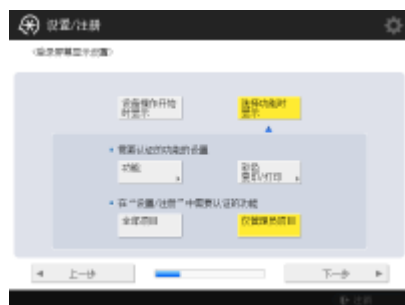 设置/注册
<登录屏幕显示设置>
设备操作开始
时显示
选择功能时
显示
需要认证的功能的设置
功能
彩色
复印/打印
在“设置/注册”中需要认证的功能
全部项目
仅管理员项目
上一步
下一步
注册